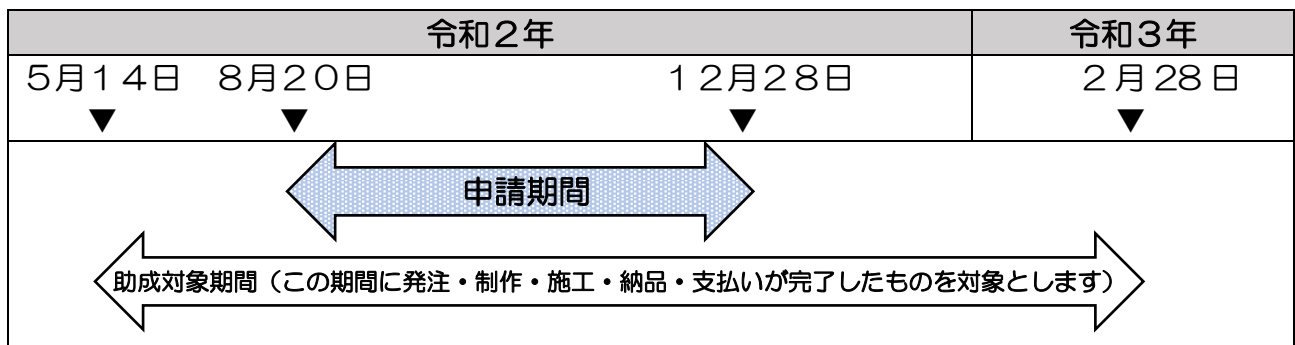 令和２年 令和３年
５月１４日 ８月２０日 １２月２８日 ２月28日
▼ ▼ ▼ ▼
申請期間
助成対象期間（この期間に発注・制作・施工・納品・支払いが完了したものを対象とします）